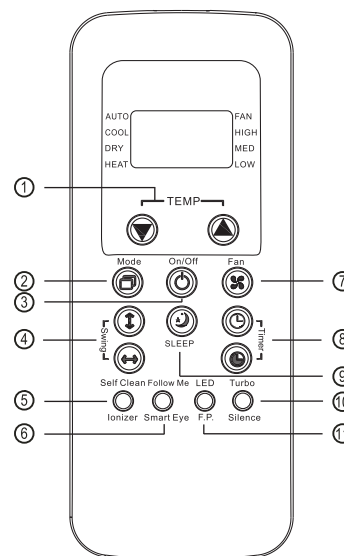 AUTO
COOL
DRY
HEAT
FAN
HIGH
MED
LOW
① TEMP
Mode On/Off Fan
② ⑦
③
④ Swing Timer ⑧
SLEEP
⑨
Self Clean Follow Me LED Turbo
⑤ ⑩
Ionizer Smart Eye F.P. Silence
⑥ ⑪